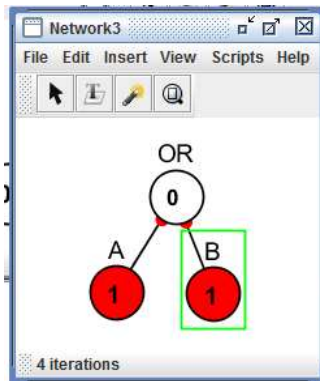 Network3
File Edit Insert View Scripts Help
OR
0
A
B
1
1
4 iterations